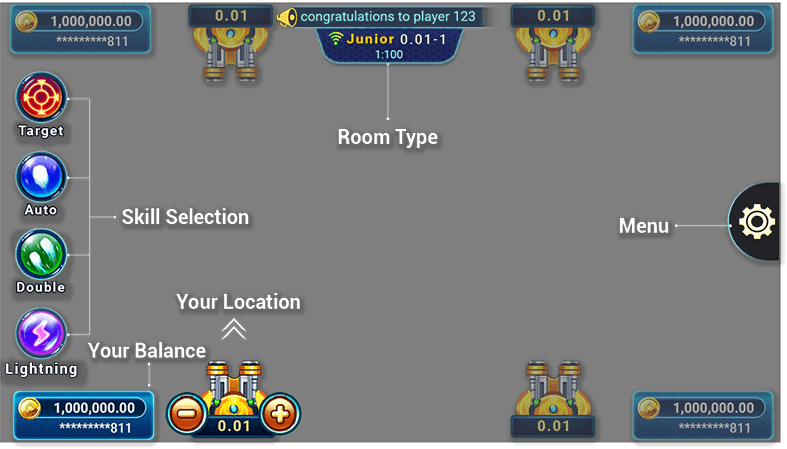 1,000,000.00
*********811
0.01
congratulations to player 123
Junior 0.01-1
1:100
0.01
1,000,000.00
*********811
Room Type
Target
Auto
Double
Lightning
Skill Selection
Menu
Your Location
Your Balance
1,000,000.00
*********811
0.01
0.01
1,000,000.00
*********811